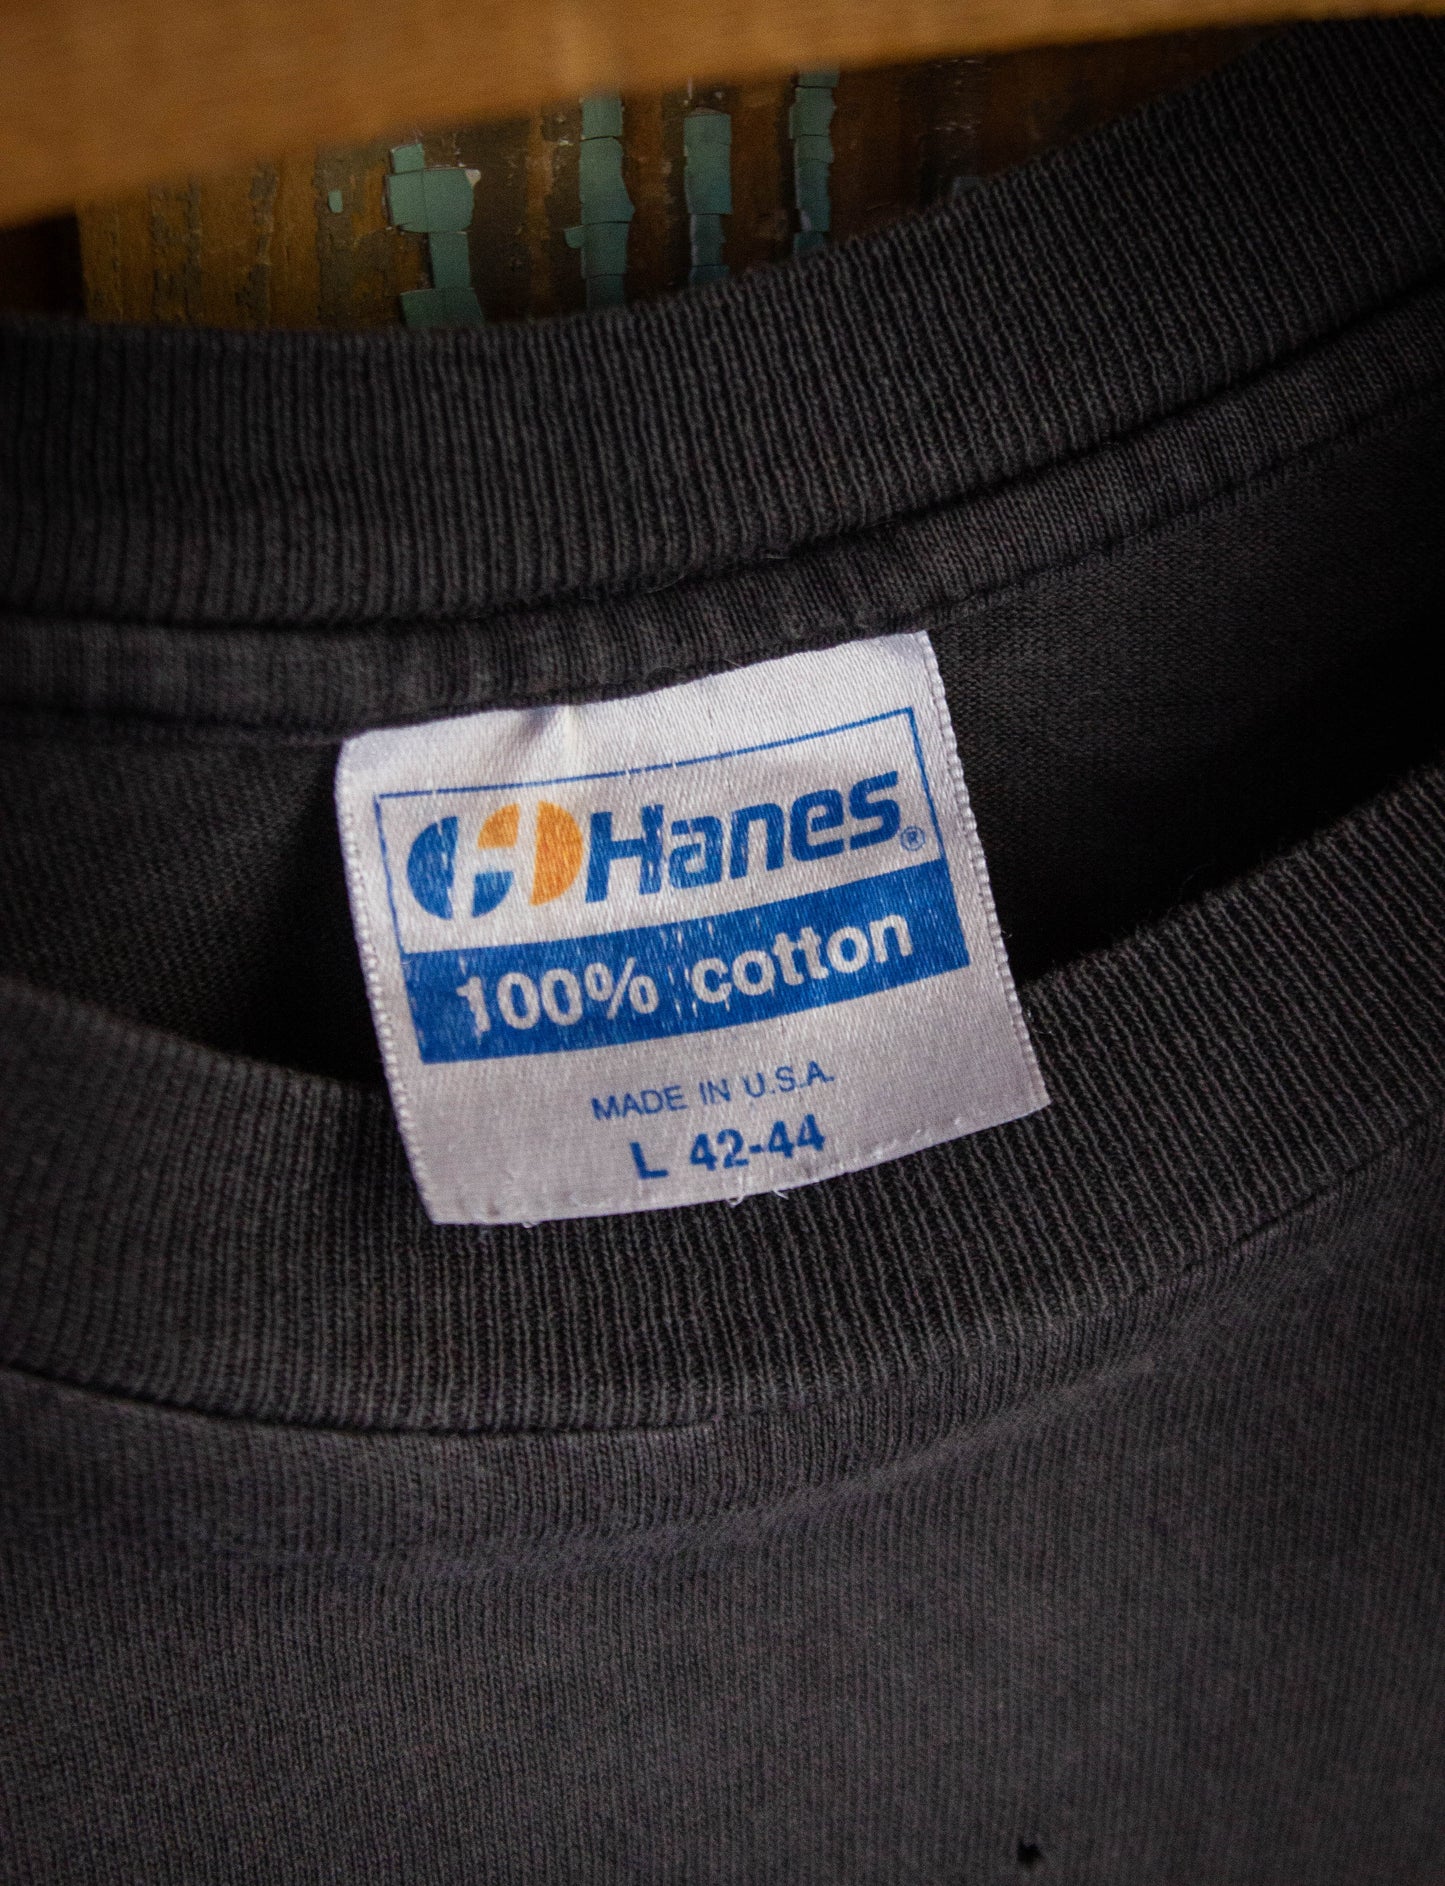 Hanes®
100% cotton
MADE IN U.S.A.
L 42-44